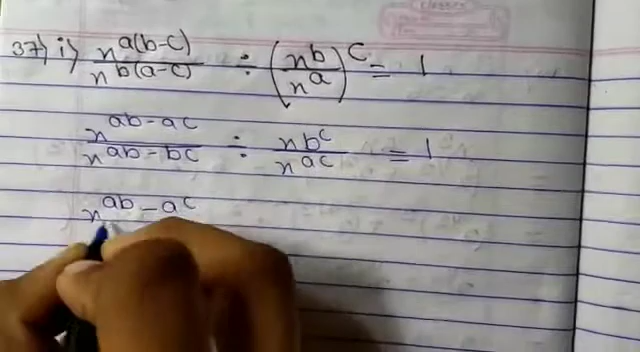 37) i) n^a(b-c) / n^b(a-c) ÷ (n^b / n^a)^c = 1
n^ab-ac / n^ab-bc ÷ n^bc / n^ac = 1
n^ab-ac